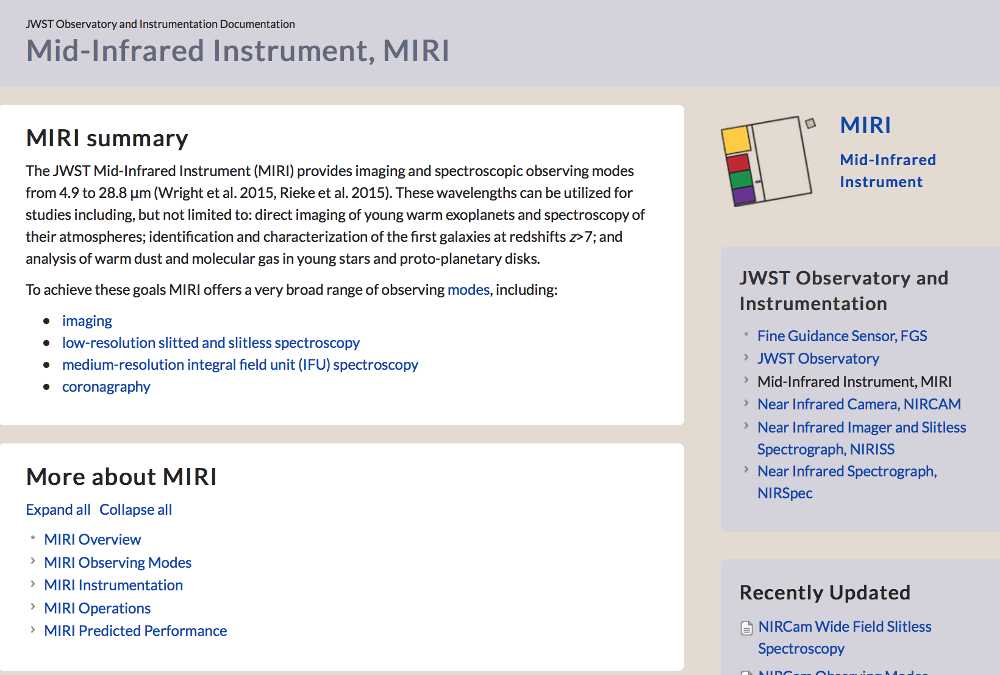 JWST Observatory and Instrumentation Documentation
Mid-Infrared Instrument, MIRI
MIRI summary
The JWST Mid-Infrared Instrument (MIRI) provides imaging and spectroscopic observing modes
from 4.9 to 28.8 μm (Wright et al. 2015, Rieke et al. 2015). These wavelengths can be utilized for
studies including, but not limited to: direct imaging of young warm exoplanets and spectroscopy of
their atmospheres; identification and characterization of the first galaxies at redshifts z>7; and
analysis of warm dust and molecular gas in young stars and proto-planetary disks.
To achieve these goals MIRI offers a very broad range of observing modes, including:
imaging
low-resolution slitted and slitless spectroscopy
medium-resolution integral field unit (IFU) spectroscopy
coronagraphy
More about MIRI
Expand all Collapse all
MIRI Overview
MIRI Observing Modes
MIRI Instrumentation
MIRI Operations
MIRI Predicted Performance
MIRI
Mid-Infrared
Instrument
JWST Observatory and
Instrumentation
Fine Guidance Sensor, FGS
JWST Observatory
Mid-Infrared Instrument, MIRI
Near Infrared Camera, NIRCAM
Near Infrared Imager and Slitless
Spectrograph, NIRISS
Near Infrared Spectrograph,
NIRSpec
Recently Updated
NIRCam Wide Field Slitless
Spectroscopy
NIRCam Observing Modes